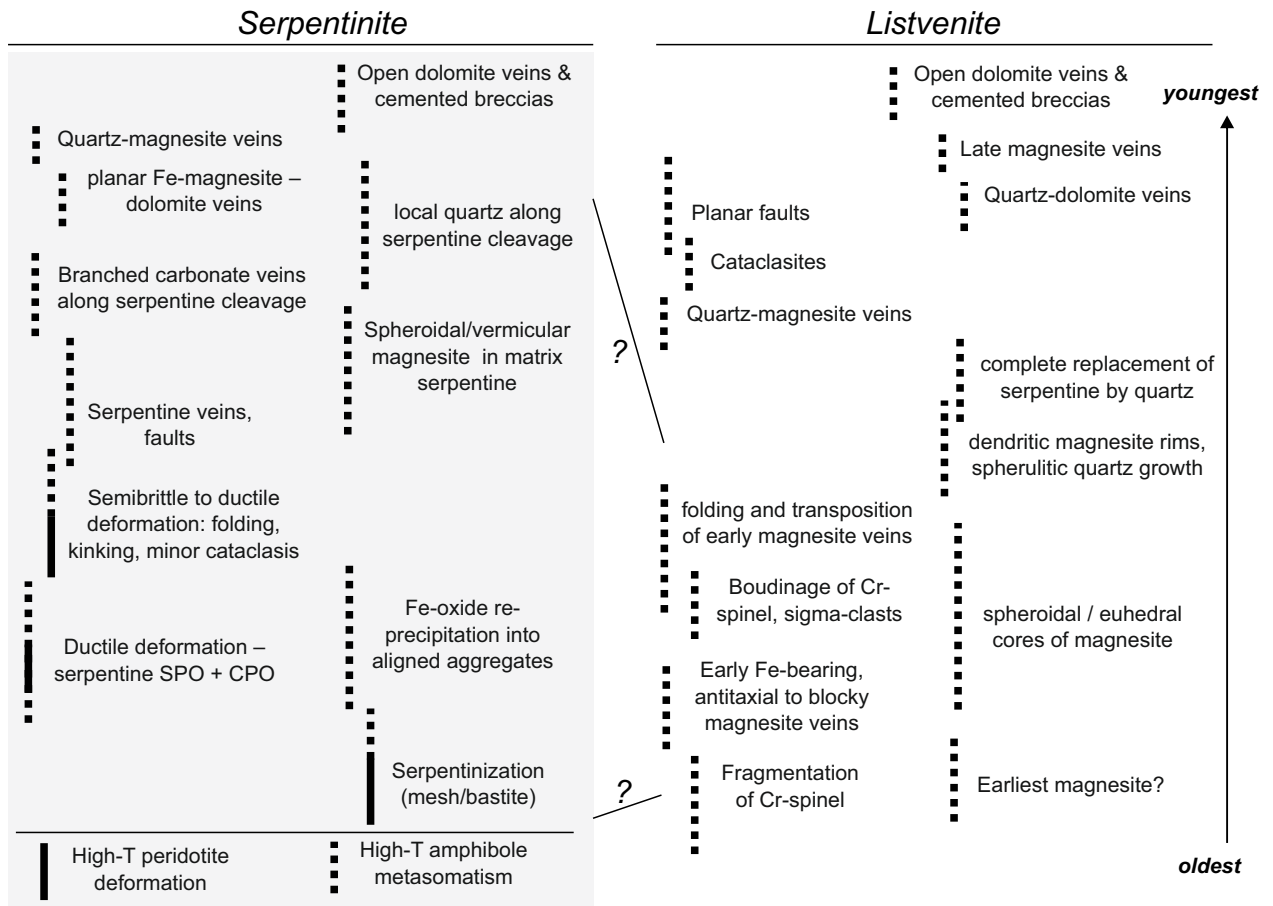 Serpentinite
Open dolomite veins &
cemented breccias
Quartz-magnesite veins
planar Fe-magnesite –
dolomite veins
local quartz along
serpentine cleavage
Branched carbonate veins
along serpentine cleavage
Spheroidal/vermicular
magnesite in matrix
serpentine
Serpentine veins,
faults
Semibrittle to ductile
deformation: folding,
kinking, minor cataclasis
Fe-oxide re-
precipitation into
aligned aggregates
Ductile deformation –
serpentine SPO + CPO
Serpentinization
(mesh/bastite)
High-T peridotite
deformation
High-T amphibole
metasomatism
?
?
Listvenite
Open dolomite veins &
cemented breccias
youngest
Late magnesite veins
Quartz-dolomite veins
Planar faults
Cataclasites
Quartz-magnesite veins
complete replacement of
serpentine by quartz
dendritic magnesite rims,
spherulitic quartz growth
folding and transposition
of early magnesite veins
Boudinage of Cr-
spinel, sigma-clasts
spheroidal / euhedral
cores of magnesite
Early Fe-bearing,
antitaxial to blocky
magnesite veins
Fragmentation
of Cr-spinel
Earliest magnesite?
oldest